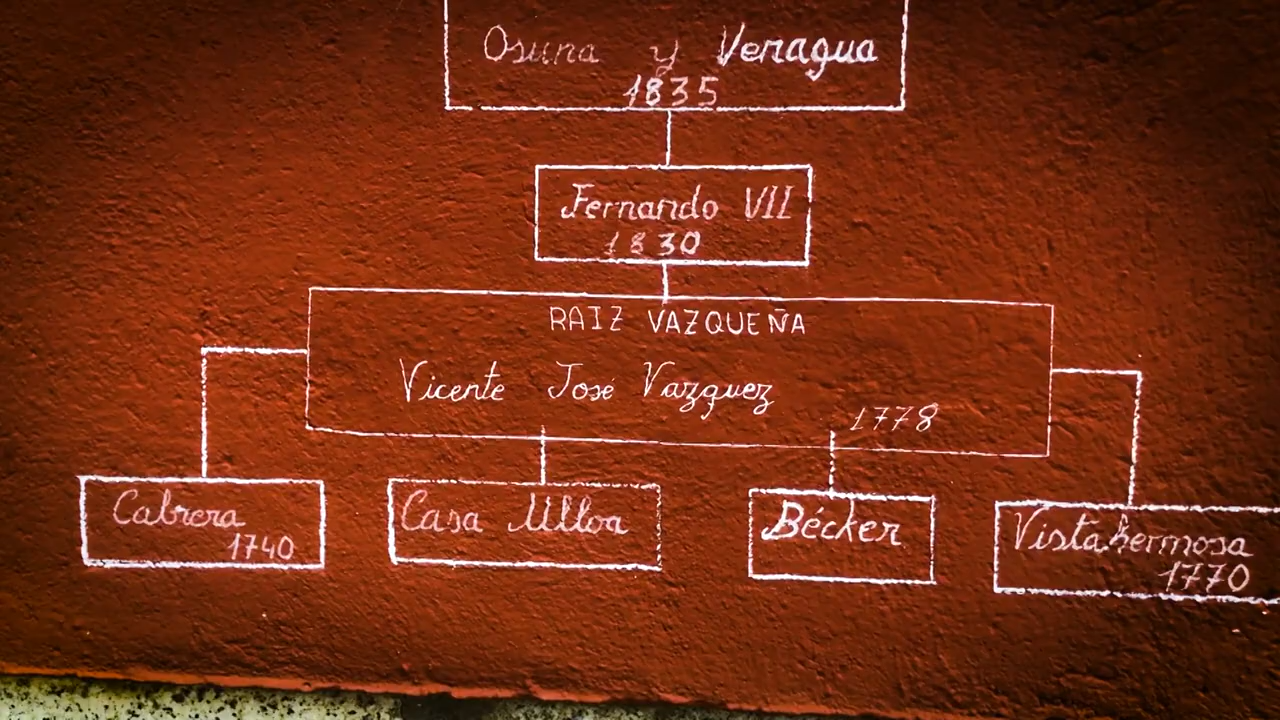 Osuna y Veragua
1835
Fernando VII
1830
RAIZ VAZQUEÑA
Vicente José Vazquez
1778
Cabrera
1740
Casa Ulloa
Bécker
Vistahermosa
1770